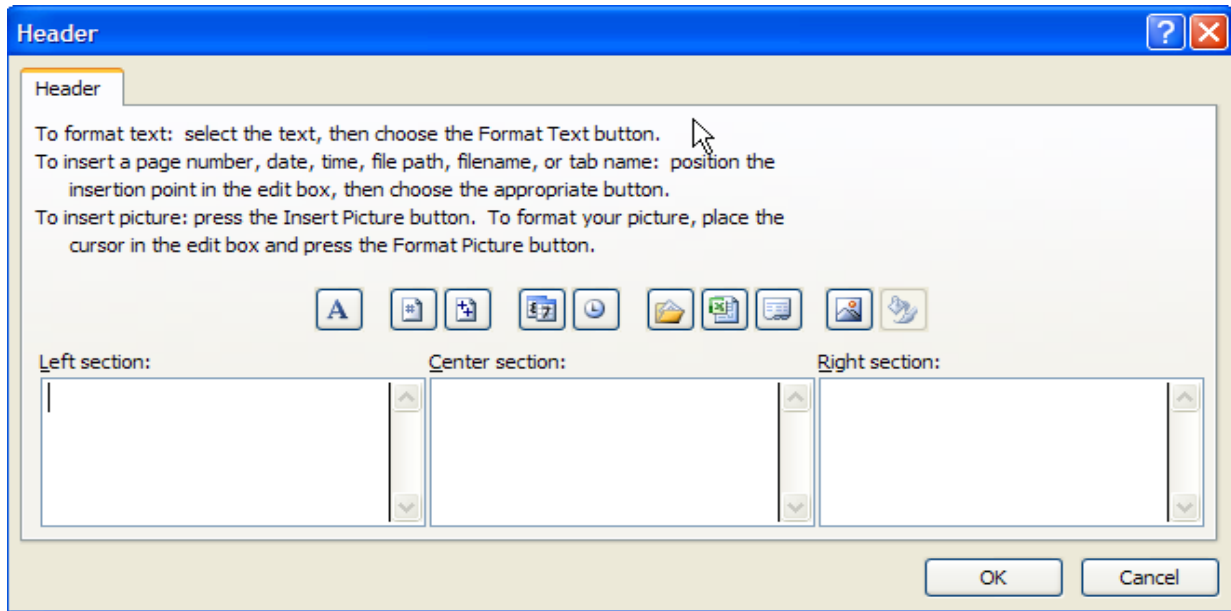 Header
Header
To format text:  select the text, then choose the Format Text button.
To insert a page number, date, time, file path, filename, or tab name:  position the
insertion point in the edit box, then choose the appropriate button.
To insert picture: press the Insert Picture button.  To format your picture, place the
cursor in the edit box and press the Format Picture button.
A
Left section: Center section: Right section:
OK Cancel